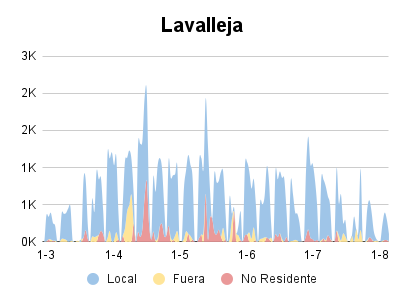 Lavalleja
3K
2K
2K
1K
1K
0K
1-3 1-4 1-5 1-6 1-7 1-8
Local Fuera No Residente